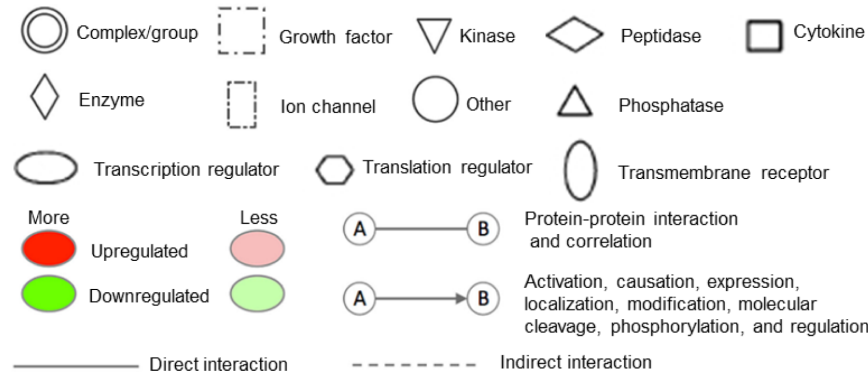 Complex/group Growth factor Kinase Peptidase Cytokine
Enzyme Ion channel Other Phosphatase
Transcription regulator Translation regulator Transmembrane receptor
More Less
Upregulated
Downregulated
A B Protein-protein interaction
and correlation
A B Activation, causation, expression,
localization, modification, molecular
cleavage, phosphorylation, and regulation
Direct interaction Indirect interaction